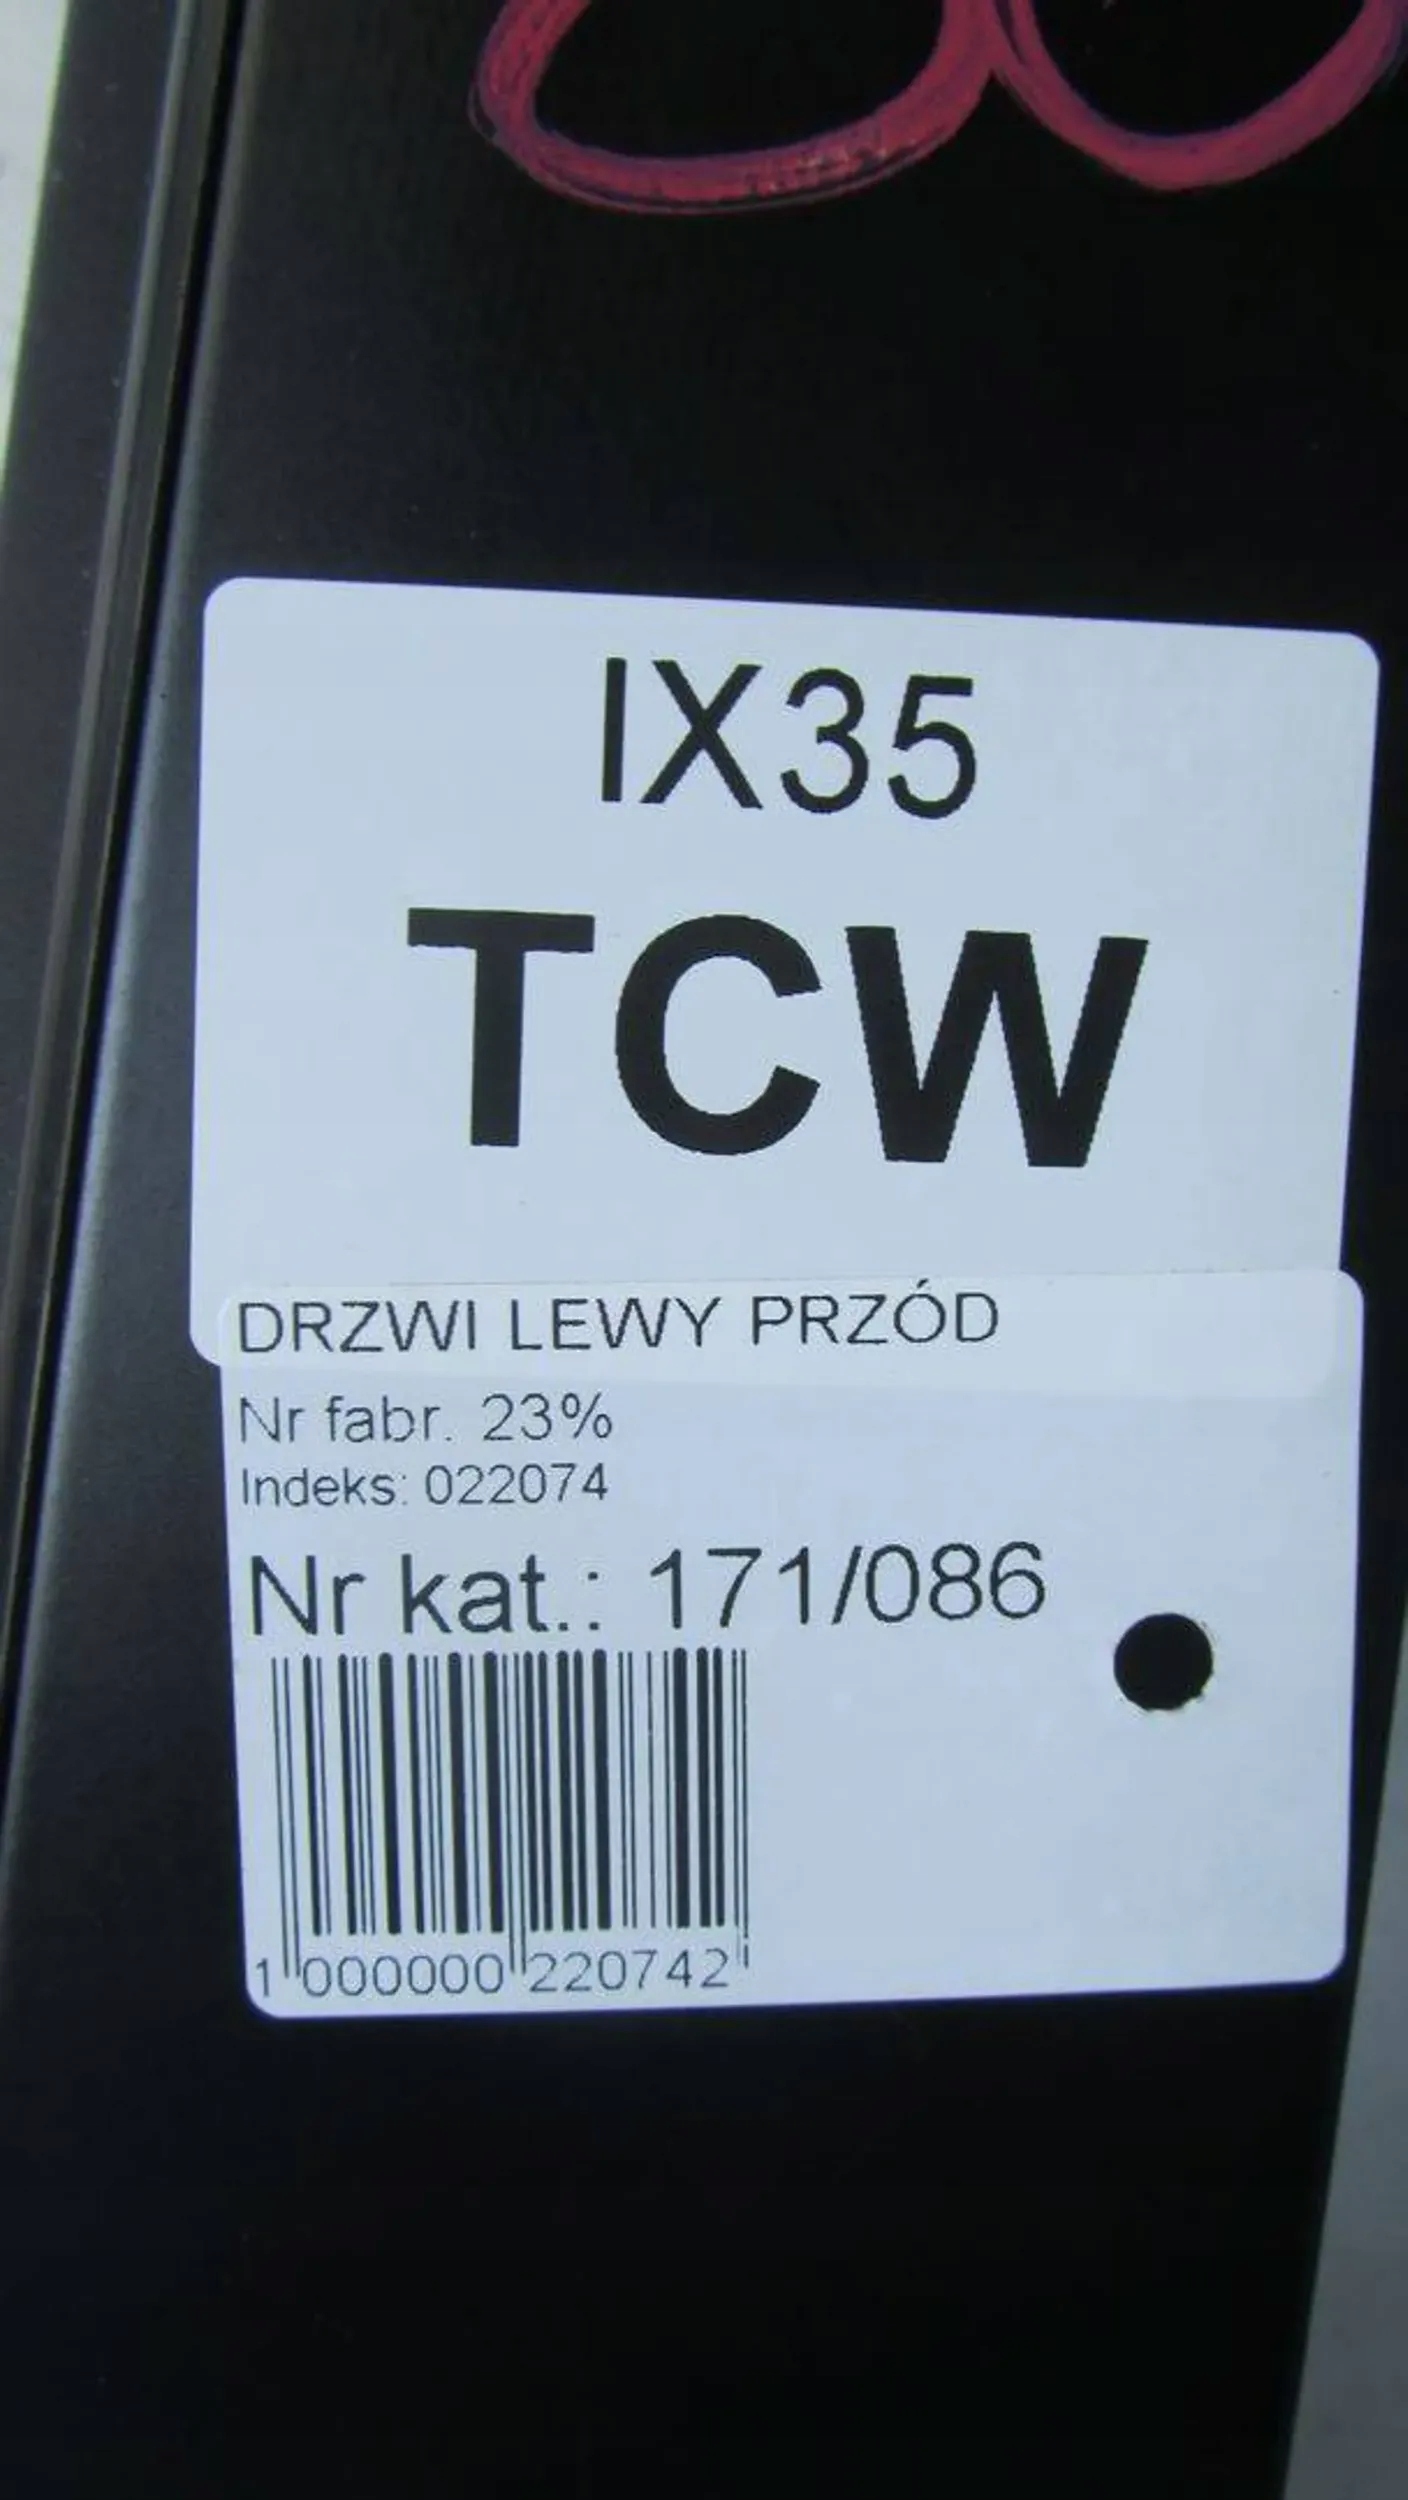 IX35
TCW
DRZWI LEWY PRZÓD
Nr fabr. 23%
Indeks: 022074
Nr kat.: 171/086
1 000000 220742